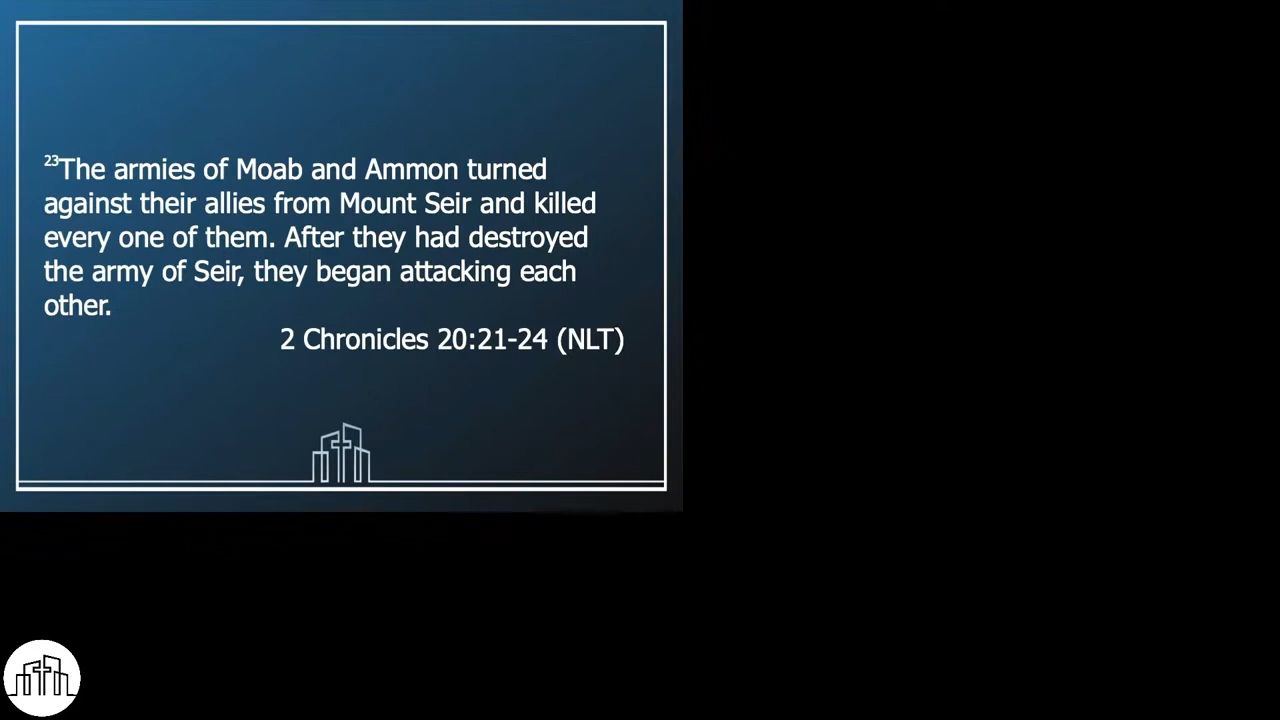 23The armies of Moab and Ammon turned
against their allies from Mount Seir and killed
every one of them. After they had destroyed
the army of Seir, they began attacking each
other.
2 Chronicles 20:21-24 (NLT)